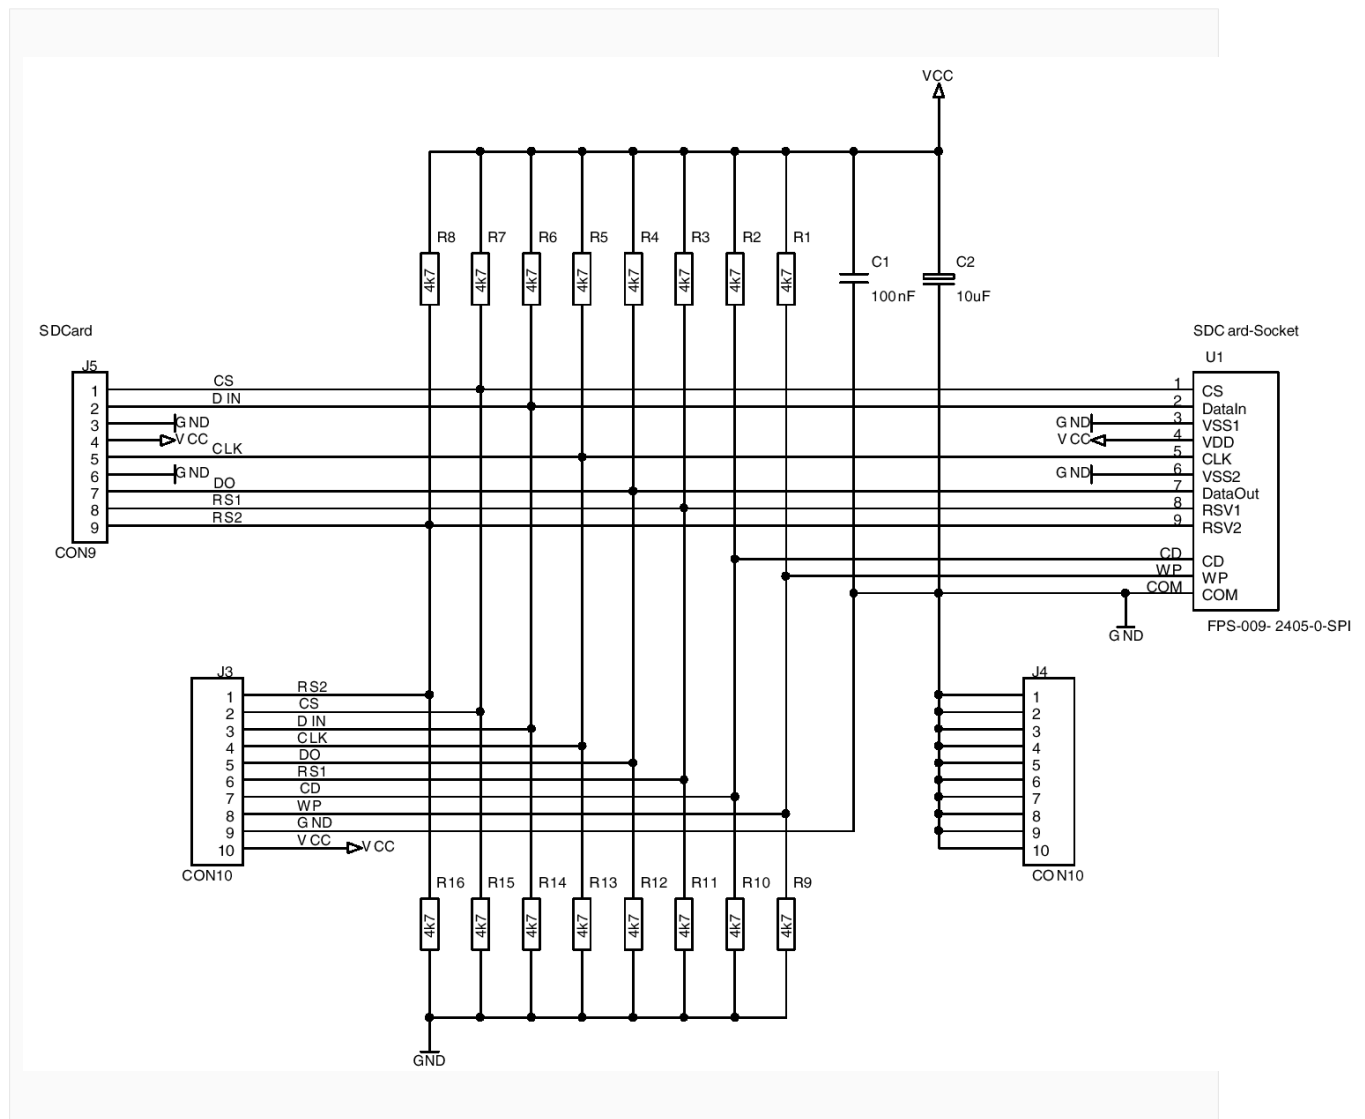 VCC
R8 R7 R6 R5 R4 R3 R2 R1
C1 C2
4k7 4k7 4k7 4k7 4k7 4k7 4k7 4k7
100nF 10uF
SDCard SDCard-Socket
J5 U1
1 CS 1 CS
2 DIN 2 DataIn
3 GND GND 3 VSS1
4 VCC VCC 4 VDD
5 CLK 5 CLK
6 GND GND 6 VSS2
7 DO 7 DataOut
8 RS1 8 RSV1
9 RS2 9 RSV2
CON9
CD CD
WP WP
COM COM
GND
FPS-009-2405-0-SPI
J3 J4
1 RS2 1
2 CS 2
3 DIN 3
4 CLK 4
5 DO 5
6 RS1 6
7 CD 7
8 WP 8
9 GND 9
10 VCC VCC 10
CON10 CON10
R16 R15 R14 R13 R12 R11 R10 R9
4k7 4k7 4k7 4k7 4k7 4k7 4k7 4k7
GND